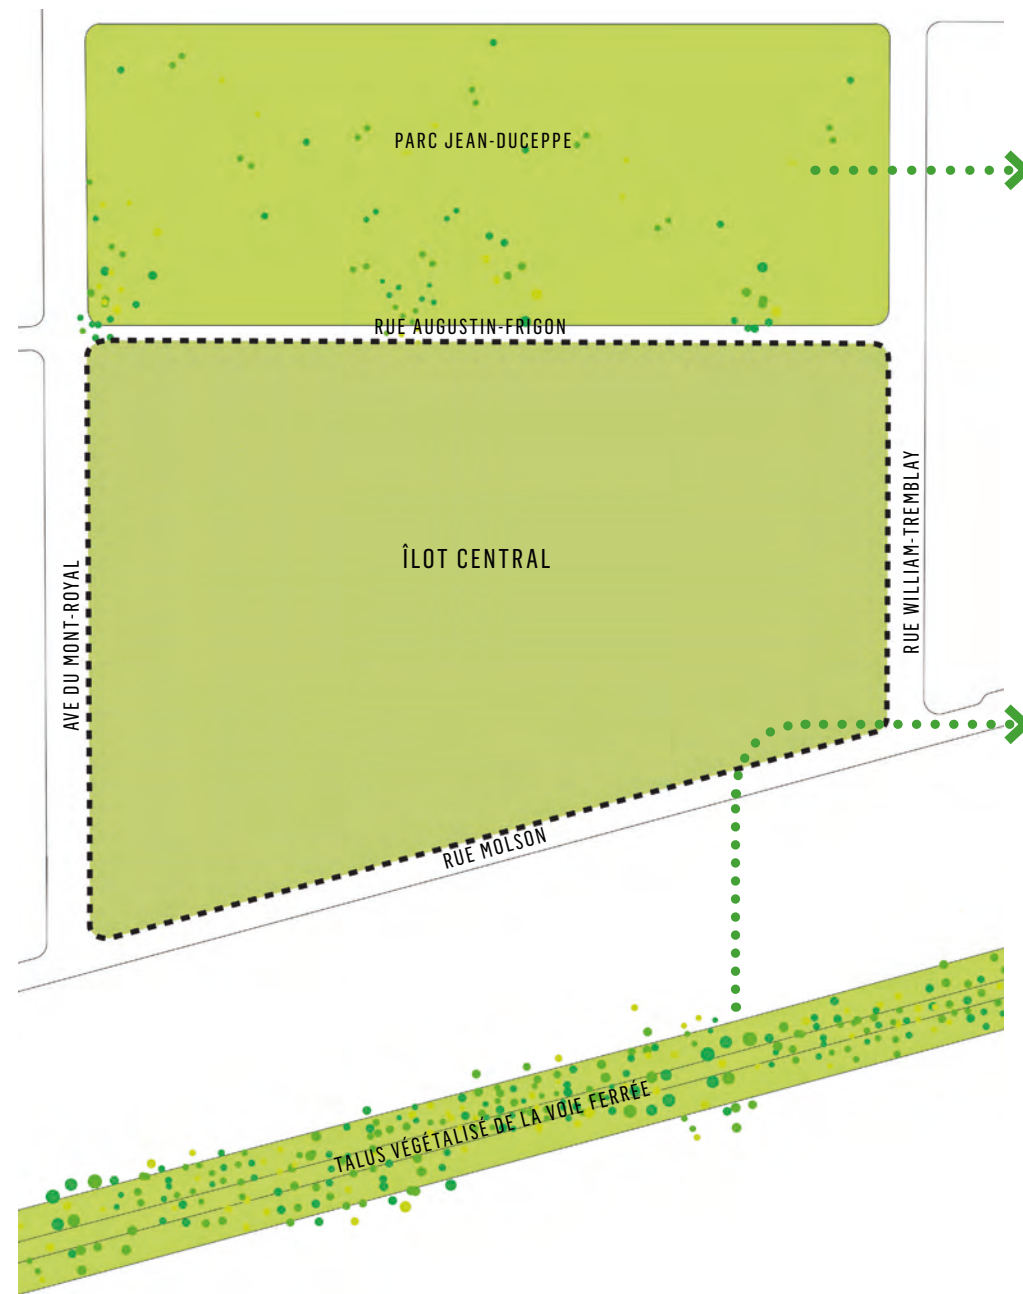 PARC JEAN-DUCEPPE
RUE AUGUSTIN-FRIGON
ÎLOT CENTRAL
AVE DU MONT-ROYAL
RUE WILLIAM-TREMBLAY
RUE MOLSON
TALUS VÉGÉTALISÉ DE LA VOIE FERRÉE